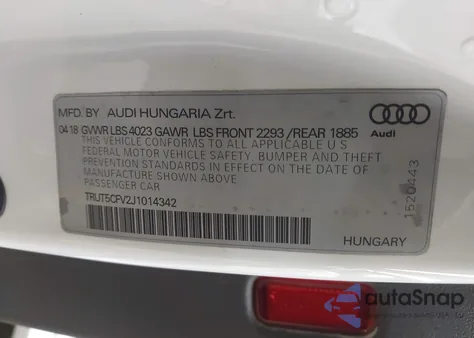 MFD. BY AUDI HUNGARIA Zrt.
04 18 GVWR LBS 4023 GAWR LBS FRONT 2293 /REAR 1885
Audi
THIS VEHICLE CONFORMS TO ALL APPLICABLE U S
FEDERAL MOTOR VEHICLE SAFETY, BUMPER AND THEFT
PREVENTION STANDARDS IN EFFECT ON THE DATE OF
MANUFACTURE SHOWN ABOVE.
PASSENGER CAR
TRUT5CFV2J1014342
1520443
HUNGARY
autoSnap